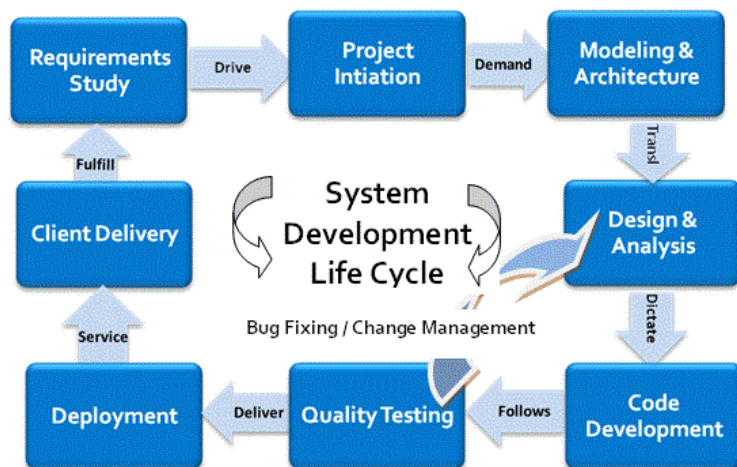 Requirements
Study
Drive
Project
Intiation
Demand
Modeling &
Architecture
Transl
Design &
Analysis
Dictate
Code
Development
Follows
Quality Testing
Deliver
Deployment
Service
Client Delivery
Fulfill
System
Development
Life Cycle
Bug Fixing / Change Management